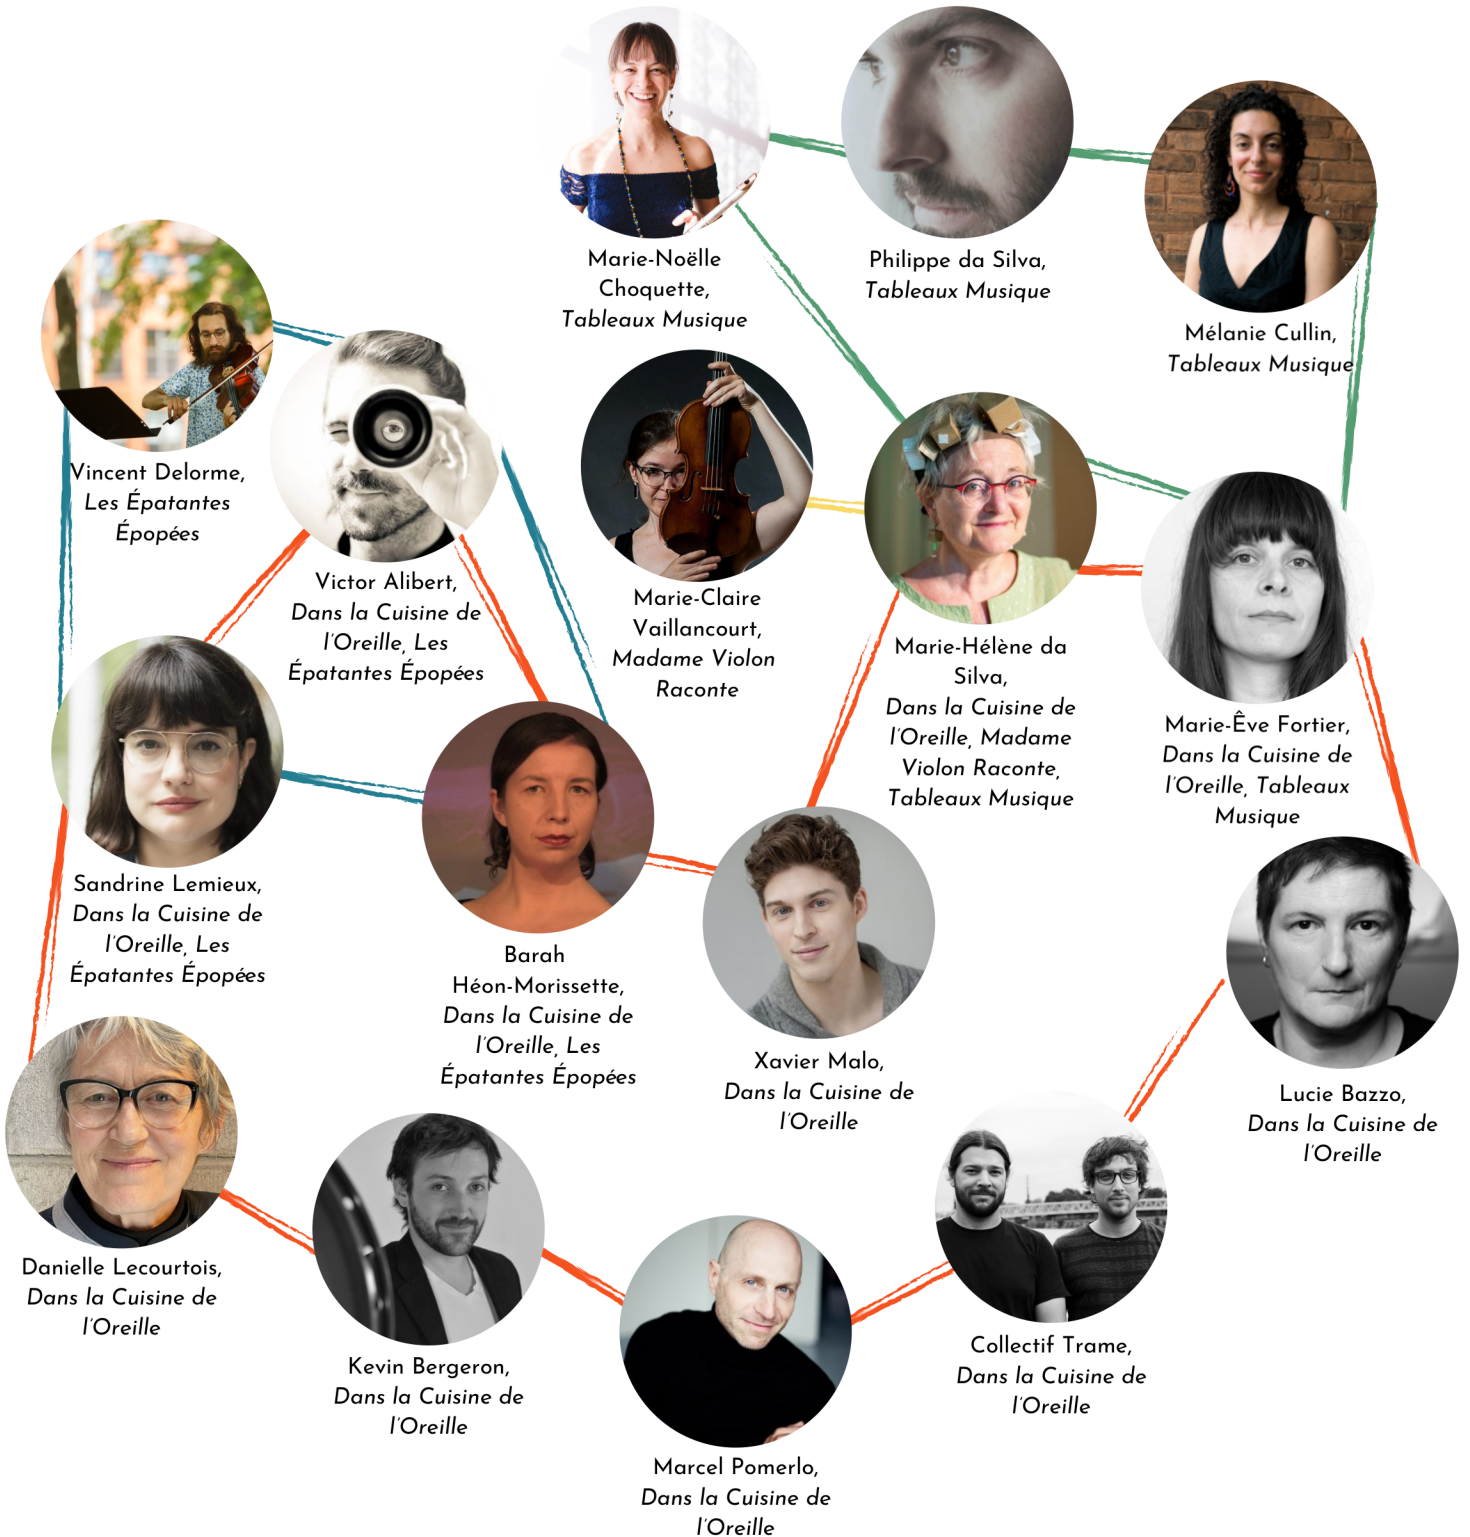 Marie-Noëlle
Choquette,
Tableaux Musique
Philippe da Silva,
Tableaux Musique
Mélanie Cullin,
Tableaux Musique
Vincent Delorme,
Les Épatantes
Épopées
Victor Alibert,
Dans la Cuisine de
l'Oreille, Les
Épatantes Épopées
Marie-Claire
Vaillancourt,
Madame Violon
Raconte
Marie-Hélène da
Silva,
Dans la Cuisine de
l'Oreille, Madame
Violon Raconte,
Tableaux Musique
Marie-Êve Fortier,
Dans la Cuisine de
l'Oreille, Tableaux
Musique
Sandrine Lemieux,
Dans la Cuisine de
l'Oreille, Les
Épatantes Épopées
Barah
Héon-Morissette,
Dans la Cuisine de
l'Oreille, Les
Épatantes Épopées
Xavier Malo,
Dans la Cuisine de
l'Oreille
Lucie Bazzo,
Dans la Cuisine de
l'Oreille
Danielle Lecourtois,
Dans la Cuisine de
l'Oreille
Kevin Bergeron,
Dans la Cuisine de
l'Oreille
Collectif Trame,
Dans la Cuisine de
l'Oreille
Marcel Pomerlo,
Dans la Cuisine de
l'Oreille